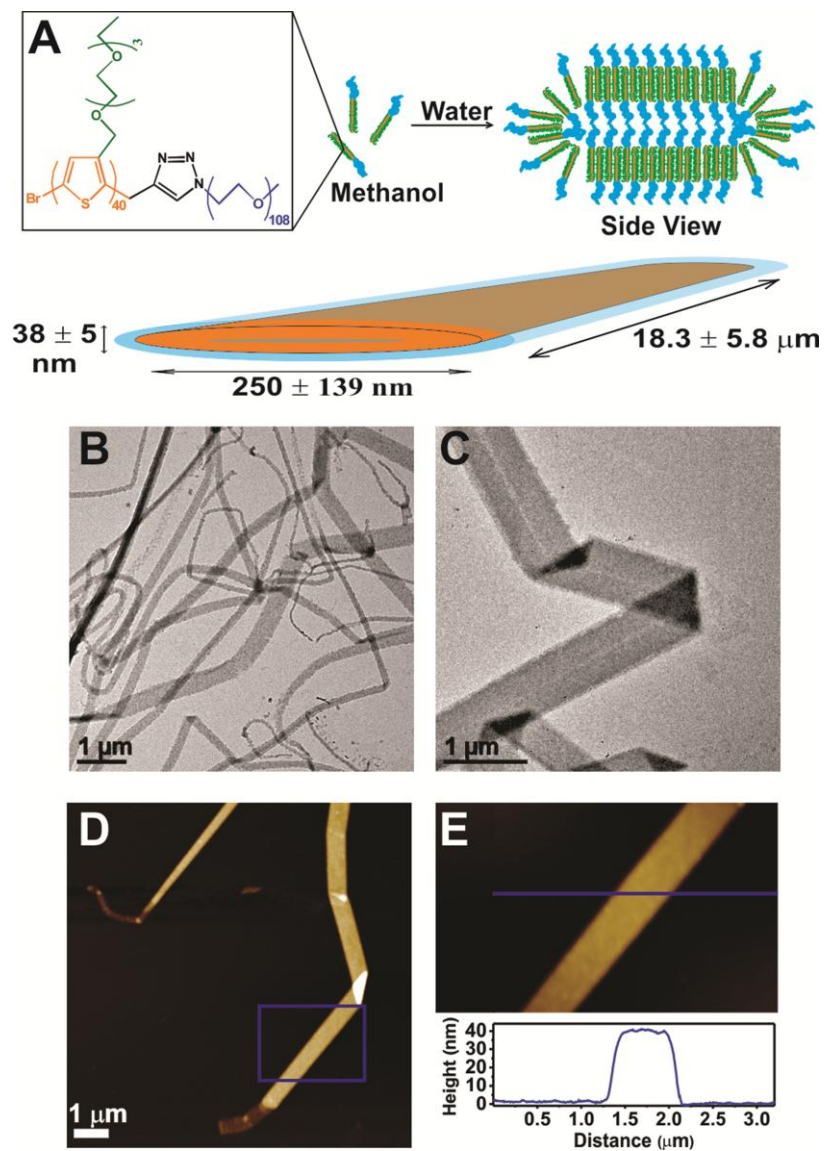 A
3
O
O
Br
S
40
N
N
N
O
108
Methanol
Water
Side View
38 ± 5
nm
250 ± 139 nm
18.3 ± 5.8 μm
B
1 μm
C
1 μm
D
1 μm
E
Height (nm)
40
30
20
10
0
0.5 1.0 1.5 2.0 2.5 3.0
Distance (μm)